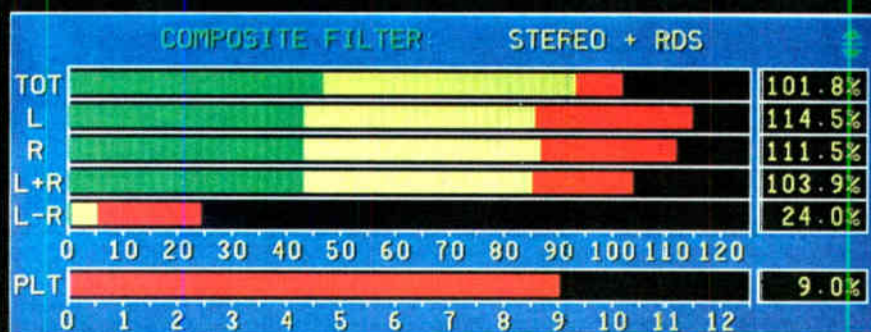 COMPOSITE FILTER: STEREO + RDS
TOT 101.8%
L 114.5%
R 111.5%
L+R 103.9%
L-R 24.0%
0 10 20 30 40 50 60 70 80 90 100 110 120
PLT 9.0%
0 1 2 3 4 5 6 7 8 9 10 11 12